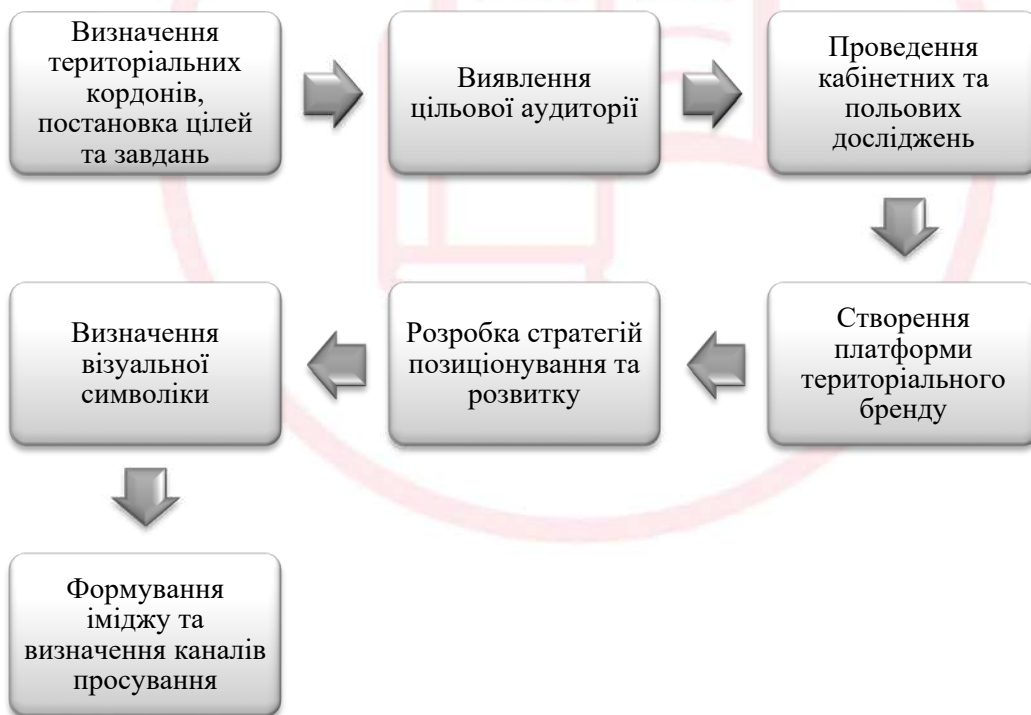 Визначення
територіальних
кордонів,
постановка цілей
та завдань
Виявлення
цільової аудиторії
Проведення
кабінетних та
польових
досліджень
Створення
платформи
територіального
бренду
Розробка стратегій
позиціонування та
розвитку
Визначення
візуальної
символіки
Формування
іміджу та
визначення каналів
просування